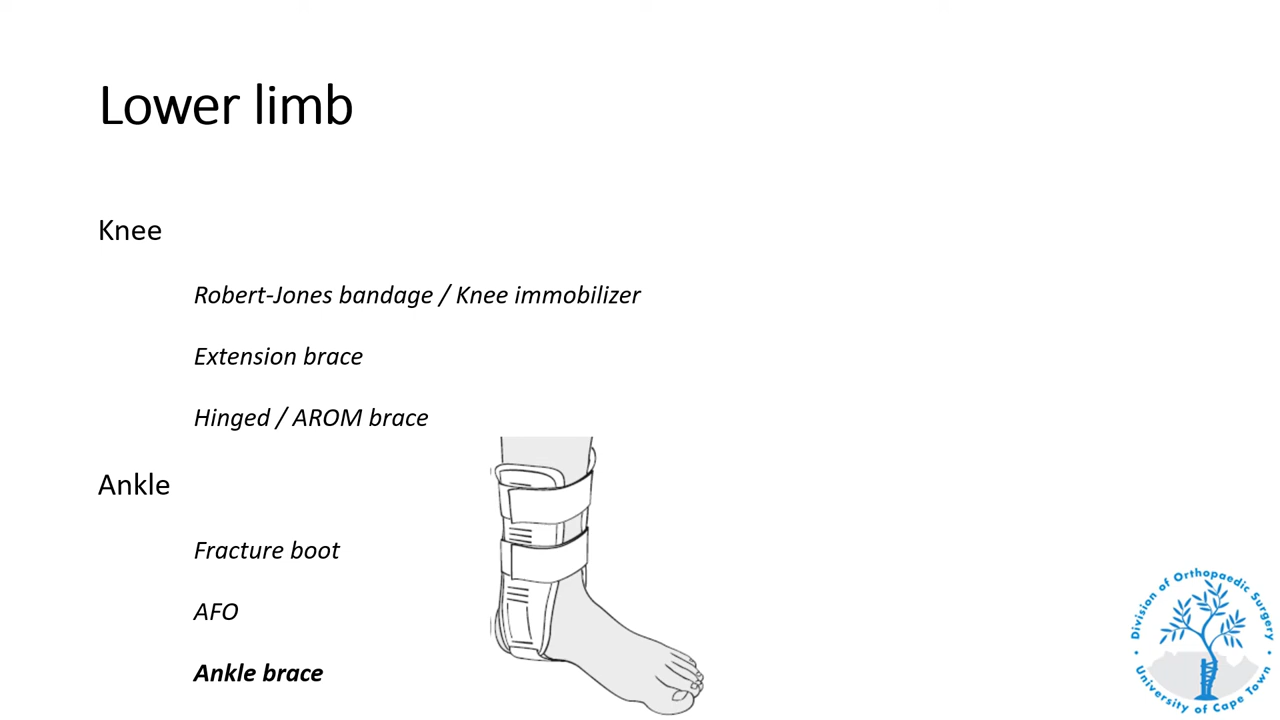 Lower limb
Knee
Robert-Jones bandage / Knee immobilizer
Extension brace
Hinged / AROM brace
Ankle
Fracture boot
AFO
Ankle brace
Division of Orthopaedic Surgery
University of Cape Town